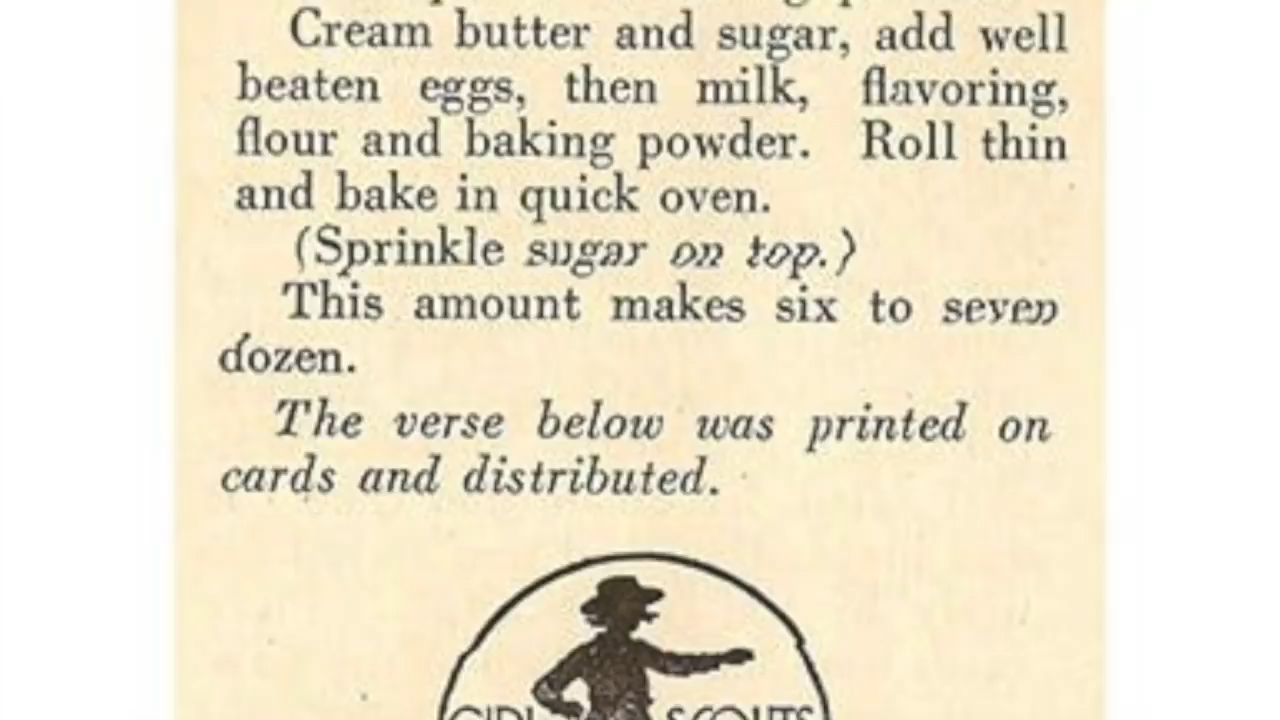 Cream butter and sugar, add well
beaten eggs, then milk, flavoring,
flour and baking powder. Roll thin
and bake in quick oven.
(Sprinkle sugar on top.)
This amount makes six to seven
dozen.
The verse below was printed on
cards and distributed.
GIRL SCOUTS